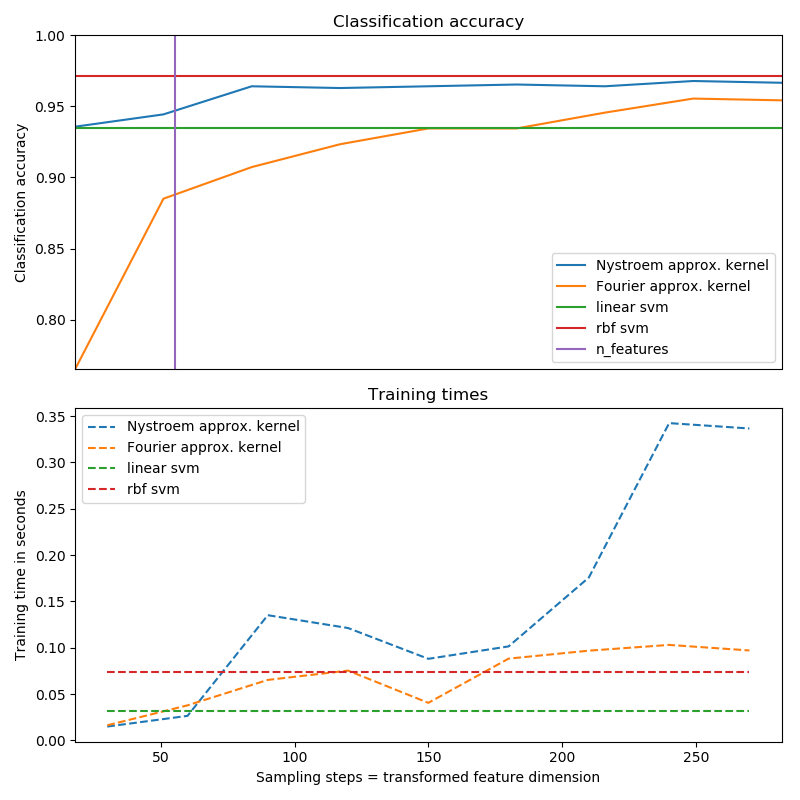 Classification accuracy
1.00
0.95
0.90
0.85
0.80
Classification accuracy
Nystroem approx. kernel
Fourier approx. kernel
linear svm
rbf svm
n_features
Training times
0.35
0.30
0.25
0.20
0.15
0.10
0.05
0.00
Training time in seconds
Nystroem approx. kernel
Fourier approx. kernel
linear svm
rbf svm
50 100 150 200 250
Sampling steps = transformed feature dimension